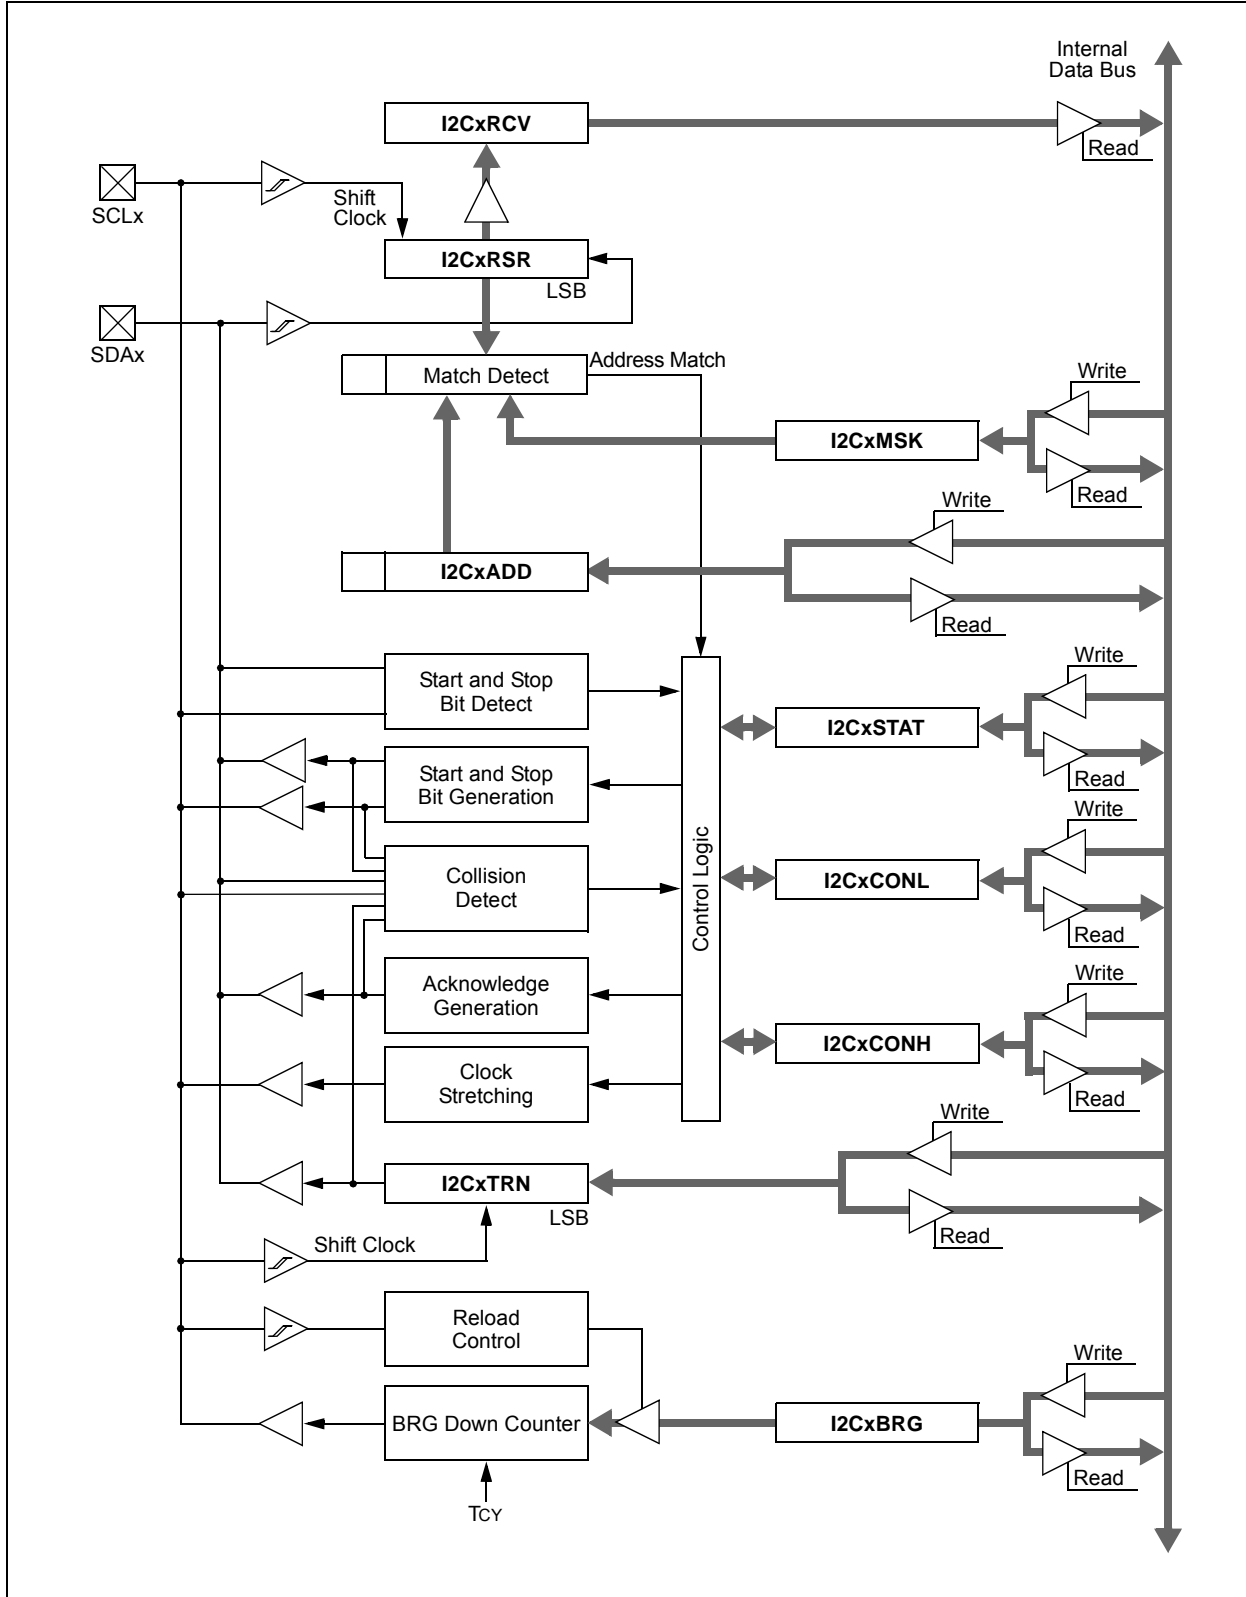 Internal
Data Bus
I2CxRCV
Read
SCLx
Shift
Clock
I2CxRSR
LSB
SDAx
Address Match
Match Detect
Write
I2CxMSK
Read
Write
I2CxADD
Read
Start and Stop
Bit Detect
Write
I2CxSTAT
Read
Start and Stop
Bit Generation
Control Logic
Write
Collision
Detect
I2CxCONL
Read
Acknowledge
Generation
Write
I2CxCONH
Clock
Stretching
Read
Write
I2CxTRN
LSB
Read
Shift Clock
Reload
Control
Write
BRG Down Counter
I2CxBRG
Read
TCY